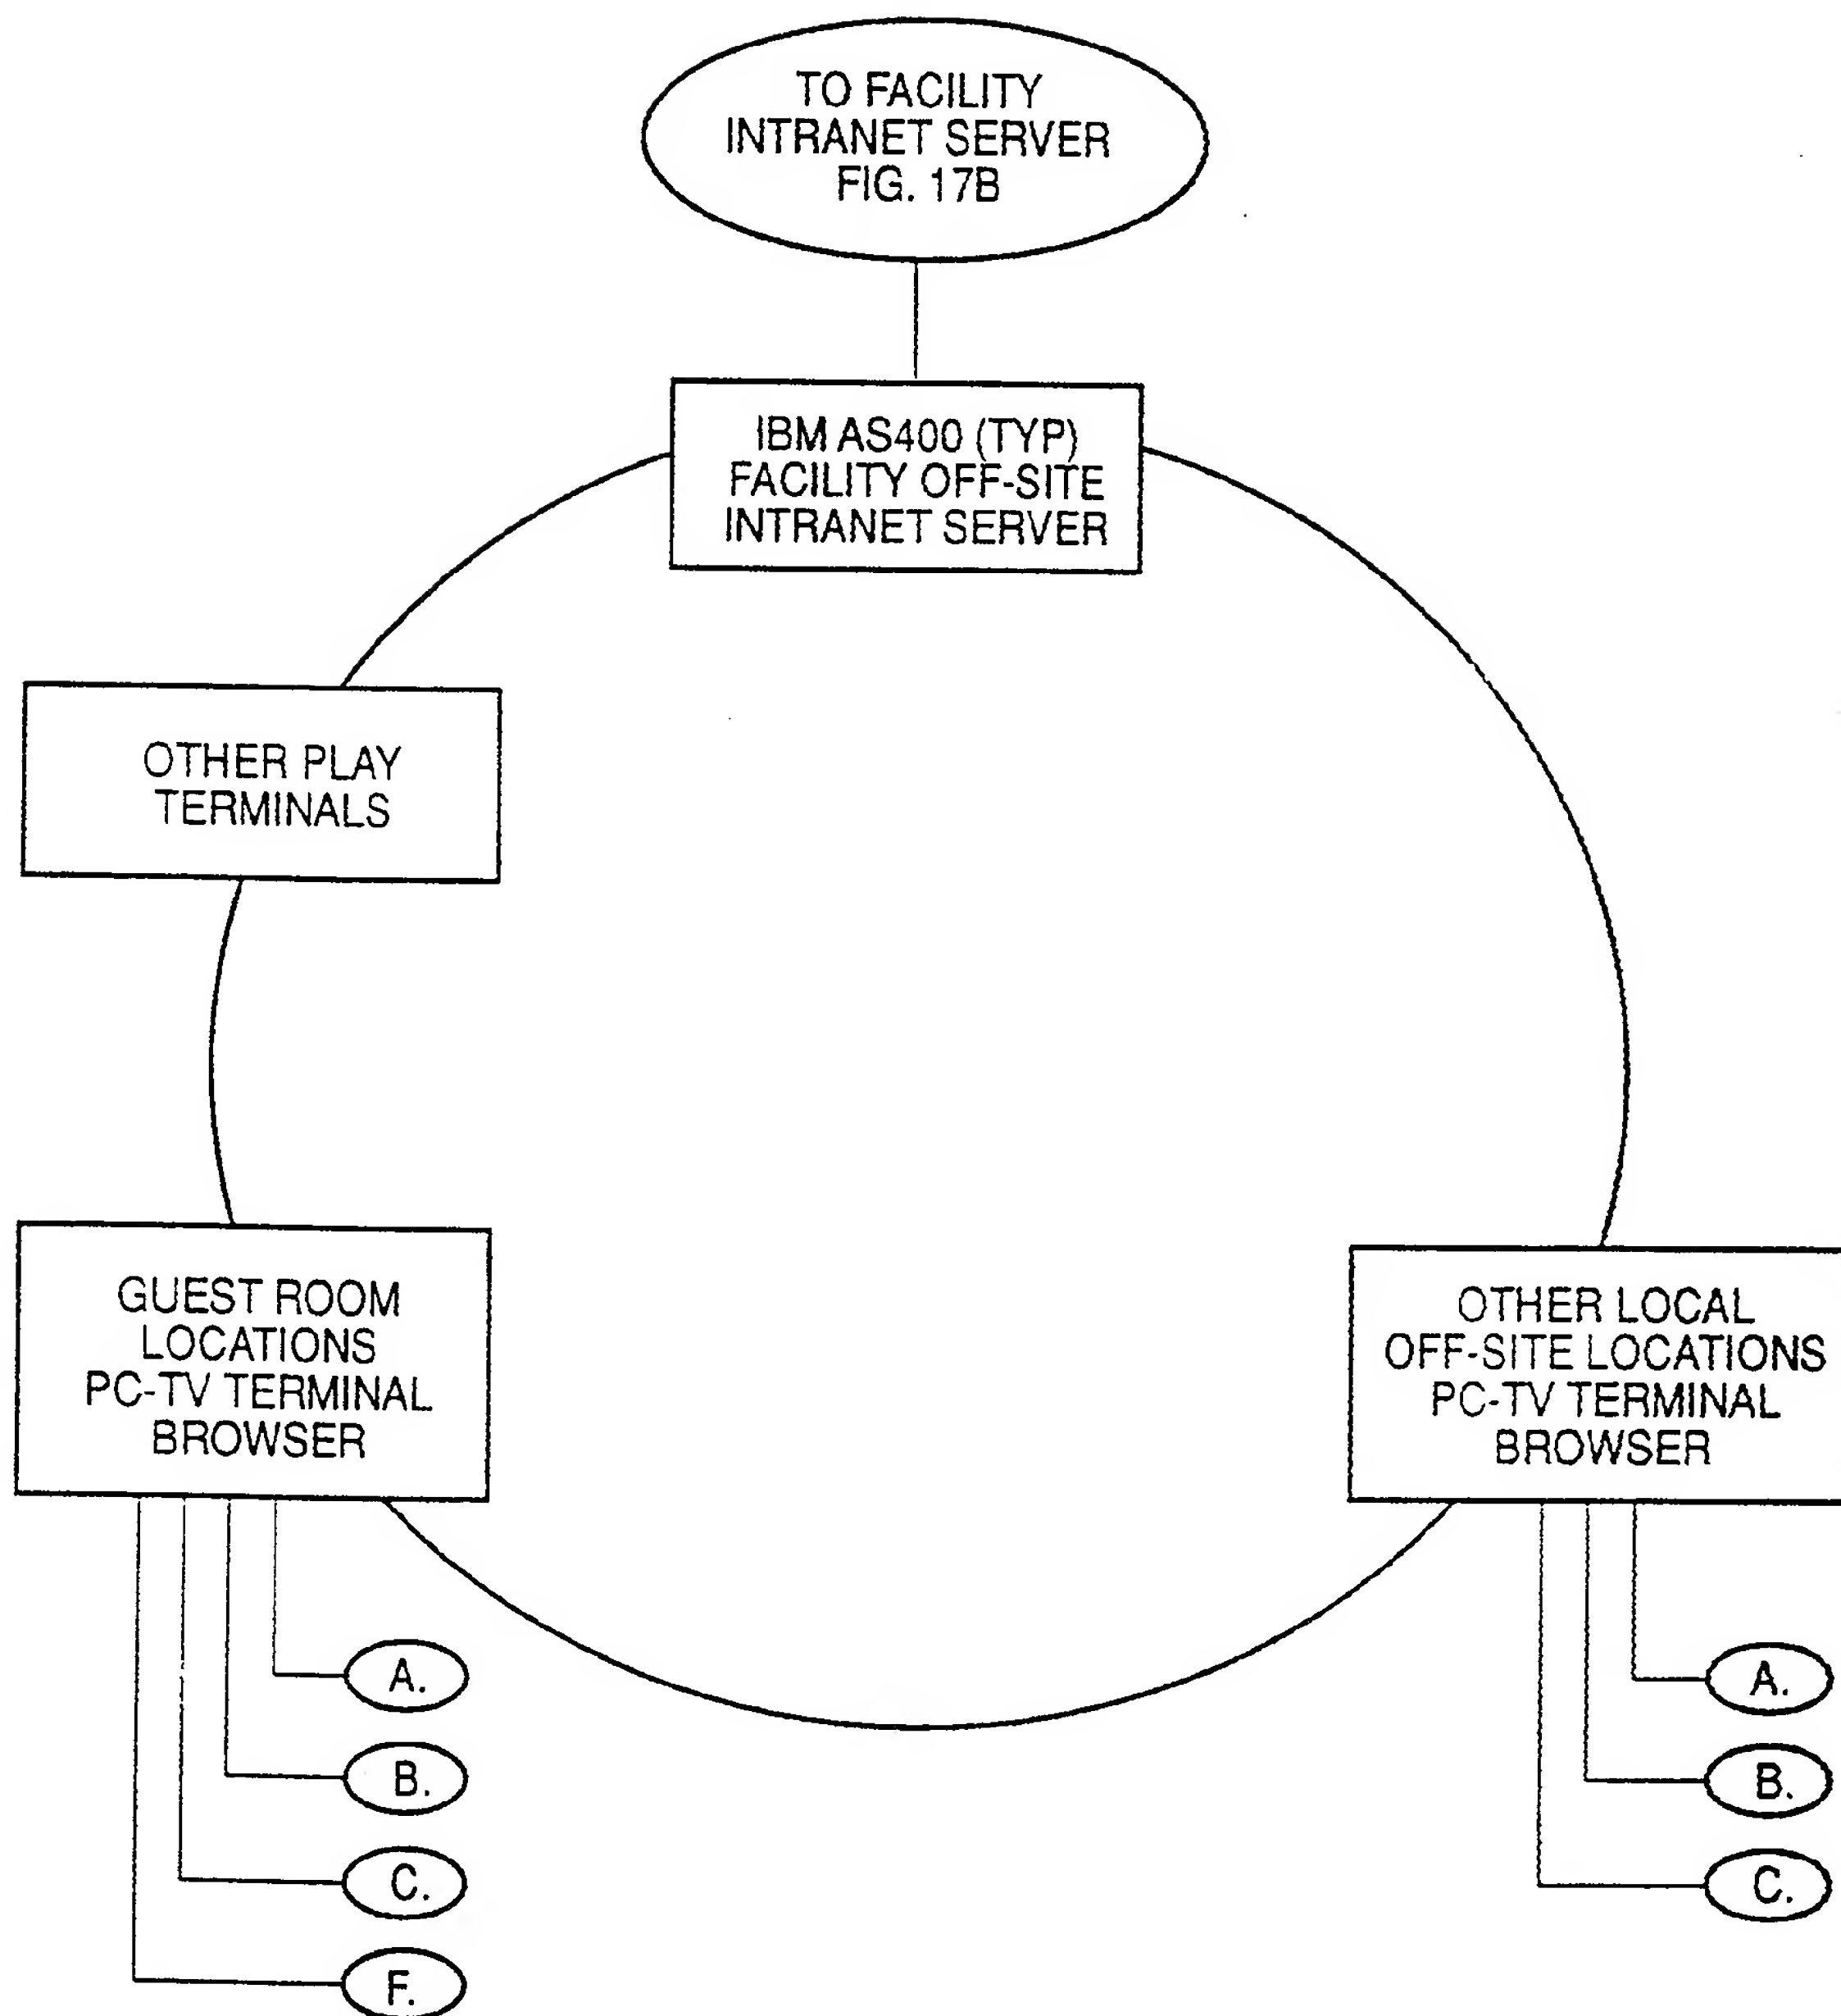 TO FACILITY
INTRANET SERVER
FIG. 17B
IBM AS400 (TYP)
FACILITY OFF-SITE
INTRANET SERVER
OTHER PLAY
TERMINALS
GUEST ROOM
LOCATIONS
PC-TV TERMINAL
BROWSER
A.
B.
C.
F.
OTHER LOCAL
OFF-SITE LOCATIONS
PC-TV TERMINAL
BROWSER
A.
B.
C.